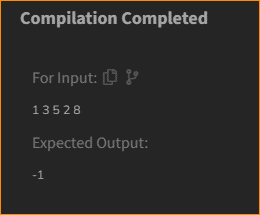 Compilation Completed
For Input:
1 3 5 2 8
Expected Output:
-1